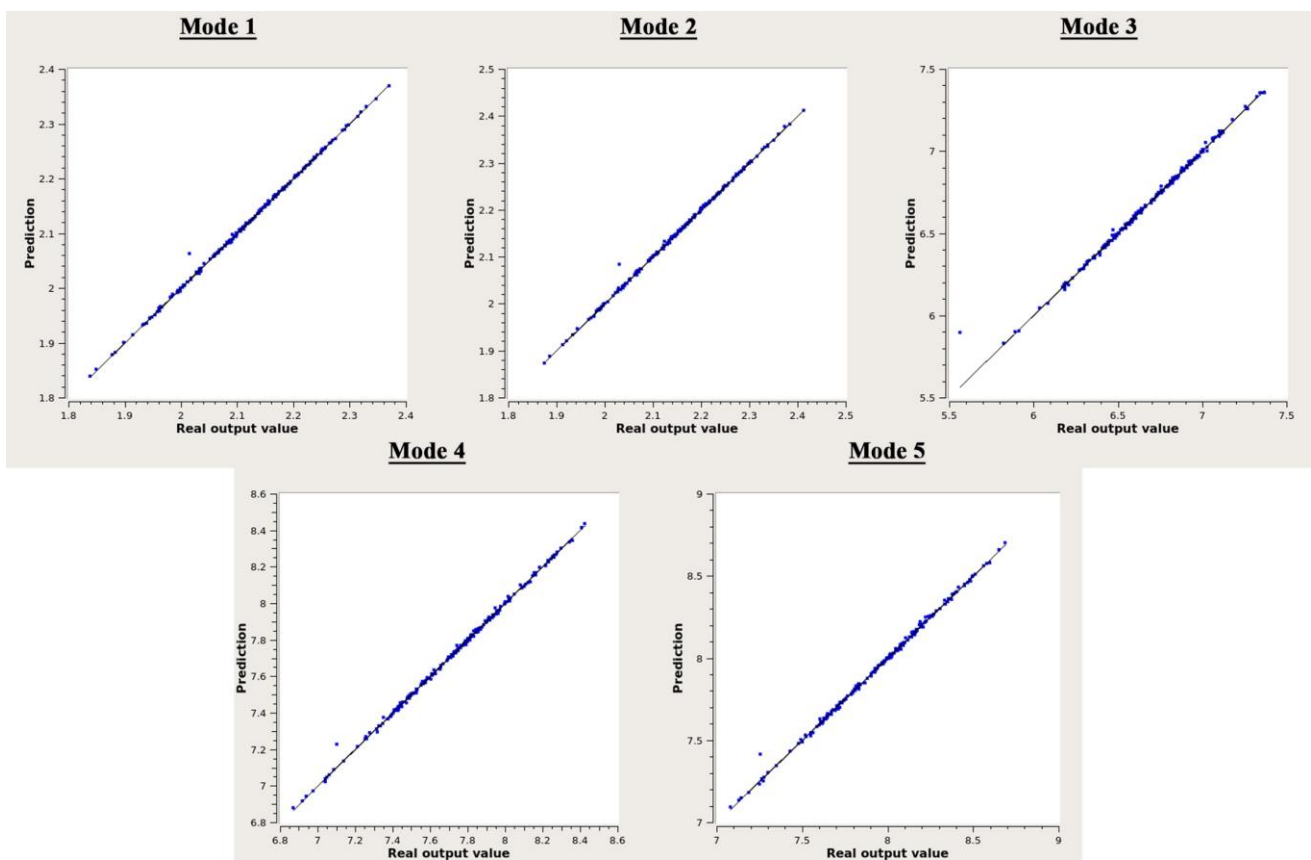 Mode 1
2.4
2.3
2.2
2.1
2
1.9
1.8
Prediction
1.8 1.9 2 2.1 2.2 2.3 2.4
Real output value
Mode 2
2.5
2.4
2.3
2.2
2.1
2
1.9
1.8
Prediction
1.8 1.9 2 2.1 2.2 2.3 2.4 2.5
Real output value
Mode 3
7.5
7
6.5
6
5.5
Prediction
5.5 6 6.5 7 7.5
Real output value
Mode 4
8.6
8.4
8.2
8
7.8
7.6
7.4
7.2
7
6.8
Prediction
6.8 7 7.2 7.4 7.6 7.8 8 8.2 8.4 8.6
Real output value
Mode 5
9
8.5
8
7.5
7
Prediction
7 7.5 8 8.5 9
Real output value